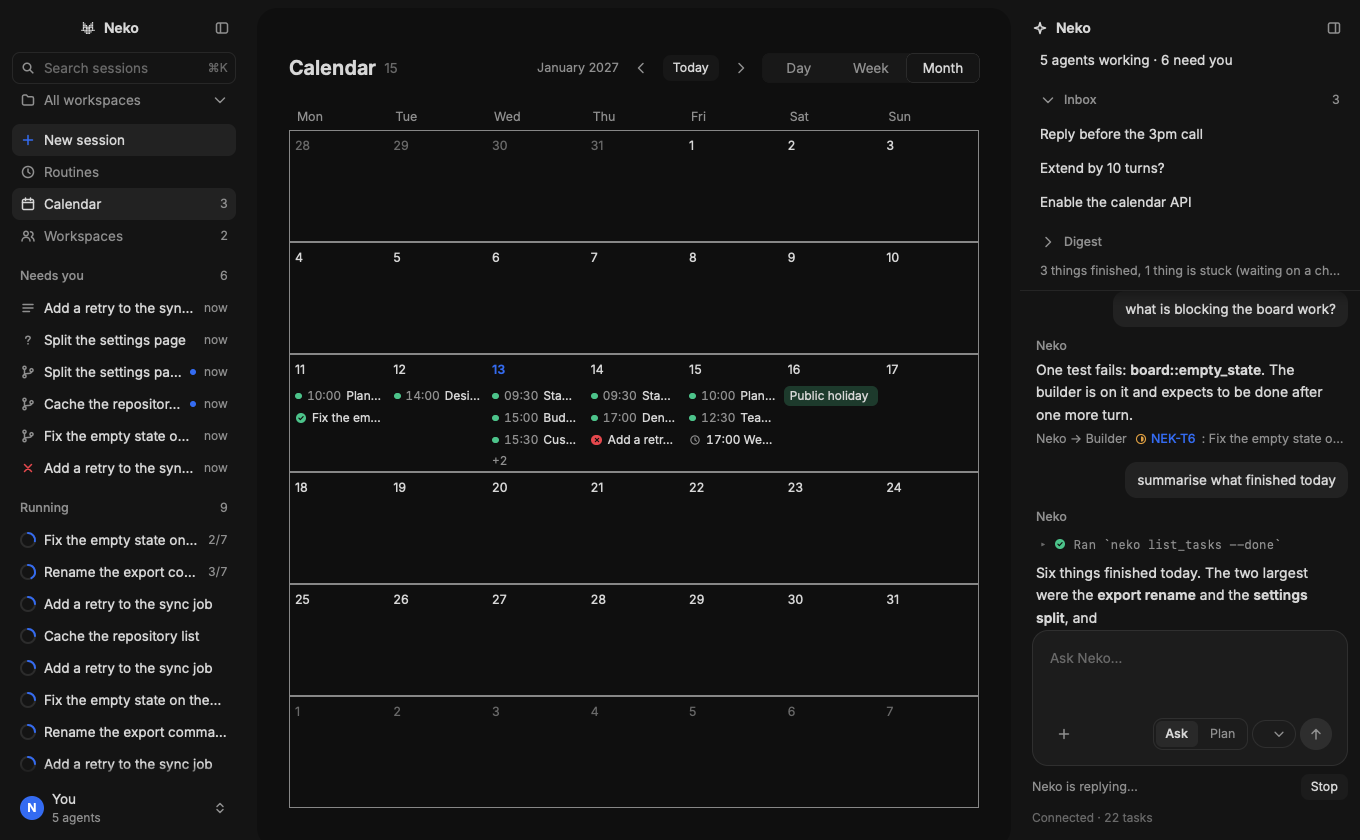 Neko
Search sessions ⌘K
All workspaces
New session
Routines
Calendar 3
Workspaces 2
Needs you 6
Add a retry to the syn... now
Split the settings page now
Split the settings pa... now
Cache the repositor... now
Fix the empty state o... now
Add a retry to the syn... now
Running 9
Fix the empty state on... 2/7
Rename the export co... 3/7
Add a retry to the sync job
Cache the repository list
Add a retry to the sync job
Fix the empty state on the...
Rename the export comma...
Add a retry to the sync job
N
You
5 agents
Calendar 15
January 2027
Today
Day Week Month
Mon Tue Wed Thu Fri Sat Sun
28 29 30 31 1 2 3
4 5 6 7 8 9 10
11 12 13 14 15 16 17
10:00 Plan... 14:00 Desi... 09:30 Sta... 09:30 Sta... 10:00 Plan... Public holiday
Fix the em... 15:00 Bud... 17:00 Den... 12:30 Tea...
15:30 Cus... Add a retr... 17:00 We...
+2
18 19 20 21 22 23 24
25 26 27 28 29 30 31
1 2 3 4 5 6 7
Neko
5 agents working · 6 need you
Inbox 3
Reply before the 3pm call
Extend by 10 turns?
Enable the calendar API
Digest
3 things finished, 1 thing is stuck (waiting on a ch...
what is blocking the board work?
Neko
One test fails: board::empty_state. The
builder is on it and expects to be done after
one more turn.
Neko → Builder NEK-T6 : Fix the empty state o...
summarise what finished today
Neko
Ran `neko list_tasks --done`
Six things finished today. The two largest
were the export rename and the settings
split, and
Ask Neko...
Ask Plan
Neko is replying... Stop
Connected · 22 tasks